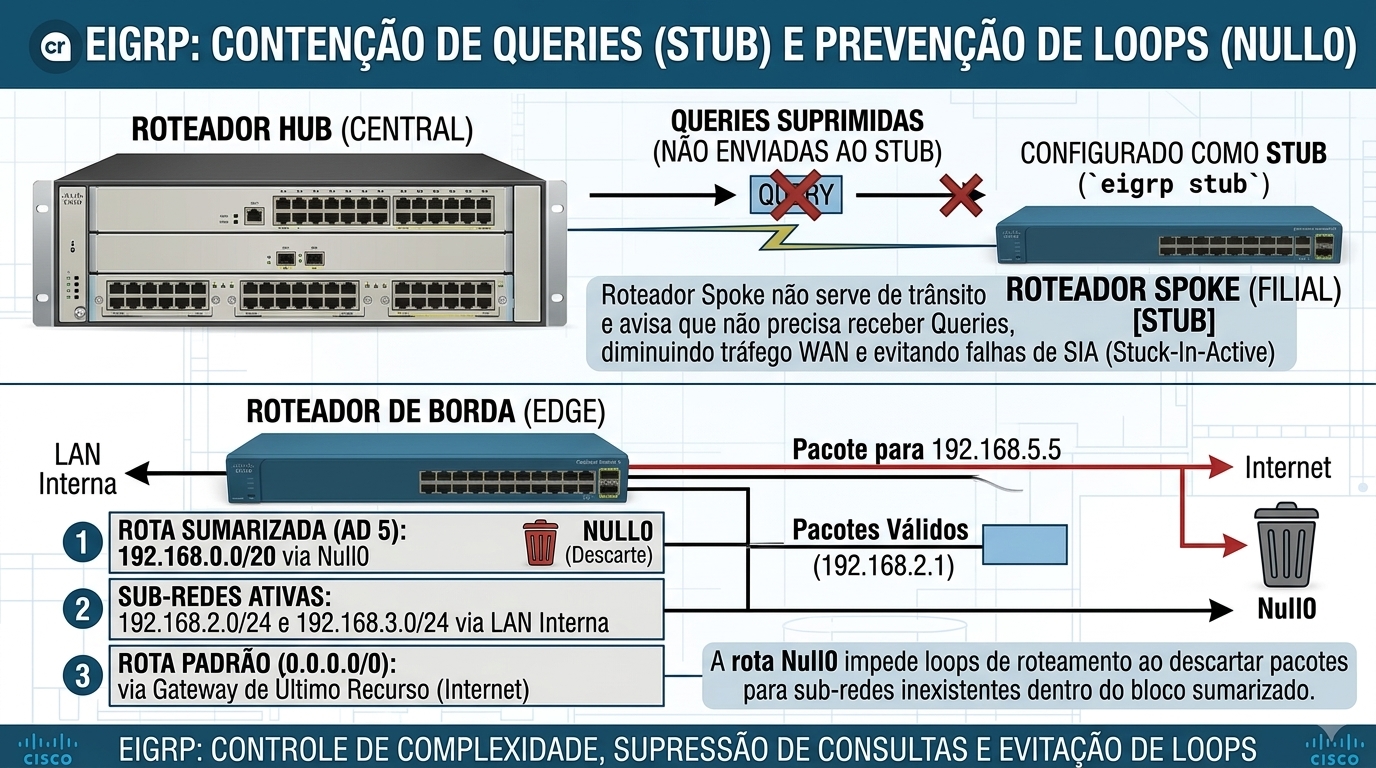 cr EIGRP: CONTENÇÃO DE QUERIES (STUB) E PREVENÇÃO DE LOOPS (NULL0)
ROTEADOR HUB (CENTRAL)
QUERIES SUPRIMIDAS
(NÃO ENVIADAS AO STUB)
QUERY
CONFIGURADO COMO STUB
(`eigrp stub`)
ROTEADOR SPOKE (FILIAL)
[STUB]
Roteador Spoke não serve de trânsito
e avisa que não precisa receber Queries,
diminuindo tráfego WAN e evitando falhas de SIA (Stuck-In-Active)
ROTEADOR DE BORDA (EDGE)
LAN
Interna
Pacote para 192.168.5.5
Internet
1
ROTA SUMARIZADA (AD 5):
192.168.0.0/20 via Null0
NULL0
(Descarte)
Pacotes Válidos
(192.168.2.1)
Null0
2
SUB-REDES ATIVAS:
192.168.2.0/24 e 192.168.3.0/24 via LAN Interna
3
ROTA PADRÃO (0.0.0.0/0):
via Gateway de Último Recurso (Internet)
A rota Null0 impede loops de roteamento ao descartar pacotes
para sub-redes inexistentes dentro do bloco sumarizado.
CISCO
EIGRP: CONTROLE DE COMPLEXIDADE, SUPRESSÃO DE CONSULTAS E EVITAÇÃO DE LOOPS
CISCO